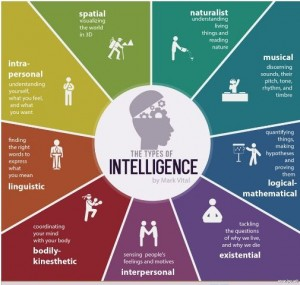 spatial
visualizing
the world
in 3D
naturalist
understanding
living
things and
reading
nature
musical
discerning
sounds, their
pitch, tone,
rhythm, and
timbre
quantifying
things,
making
hypotheses
and
proving
them
logical-
mathematical
existential
tackling
the questions
of why we live,
and why we die
interpersonal
sensing people's
feelings and motives
bodily-
kinesthetic
coordinating
your mind
with your body
linguistic
finding
the right
words to
express
what
you mean
intra-
personal
understanding
yourself,
what you feel,
and what
you want
THE TYPES OF
INTELLIGENCE
by Mark Vital